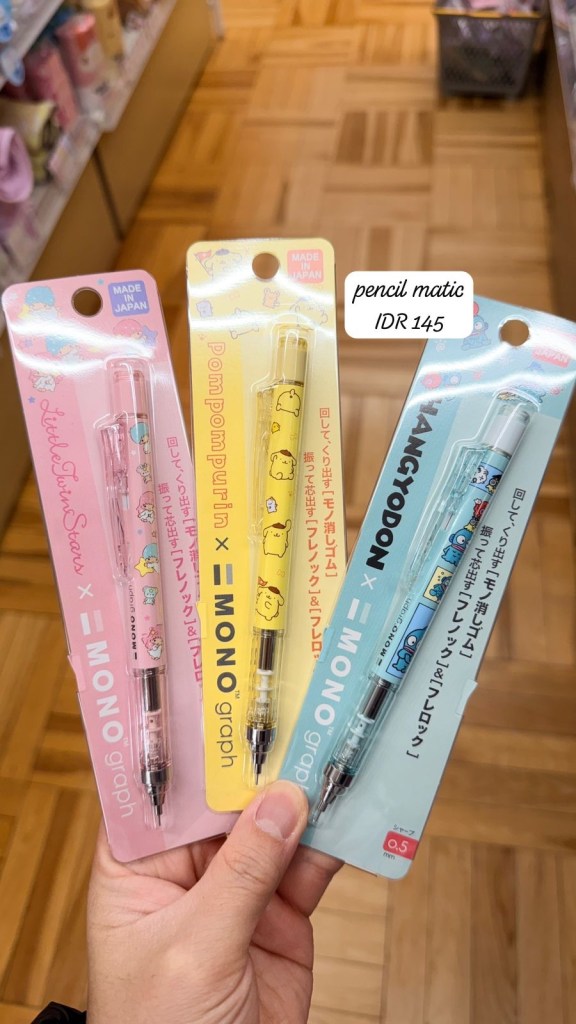 pencil matic
IDR 145
MADE IN JAPAN
LittleTwinStars
×
MONO™ graph
MONO
MADE IN JAPAN
pompompurin
×
MONO™ graph
回して、くり出す[モノ消しゴム]
振って芯出す[フレノック]&[フレロック]
JAPAN
HANGYODON
×
MONO™ graph
MONO
回して、くり出す[モノ消しゴム]
振って芯出す[フレノック]&[フレロック]
シャープ
0.5
mm